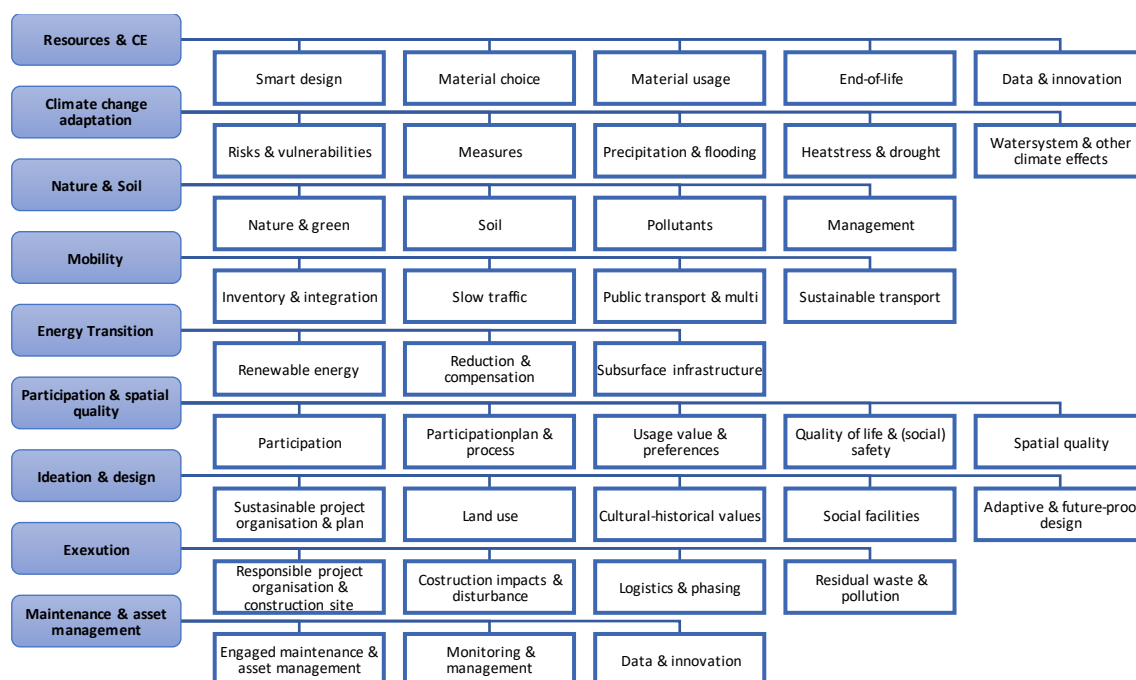 Resources & CE
Smart design
Material choice
Material usage
End-of-life
Data & innovation
Climate change
adaptation
Risks & vulnerabilities
Measures
Precipitation & flooding
Heatstress & drought
Watersystem & other
climate effects
Nature & Soil
Nature & green
Soil
Pollutants
Management
Mobility
Inventory & integration
Slow traffic
Public transport & multi
Sustainable transport
Energy Transition
Renewable energy
Reduction &
compensation
Subsurface infrastructure
Participation & spatial
quality
Participation
Participationplan &
process
Usage value &
preferences
Quality of life & (social)
safety
Spatial quality
Ideation & design
Sustasinable project
organisation & plan
Land use
Cultural-historical values
Social facilities
Adaptive & future-proof
design
Exexution
Responsible project
organisation &
construction site
Costruction impacts &
disturbance
Logistics & phasing
Residual waste &
pollution
Maintenance & asset
management
Engaged maintenance &
asset management
Monitoring &
management
Data & innovation